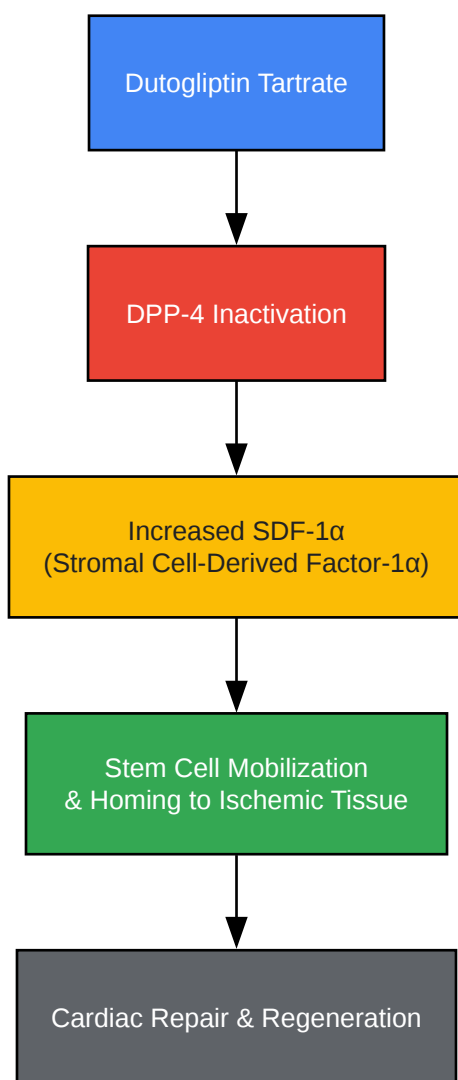 Dutogliptin Tartrate
DPP-4 Inactivation
Increased SDF-1α
(Stromal Cell-Derived Factor-1α)
Stem Cell Mobilization
& Homing to Ischemic Tissue
Cardiac Repair & Regeneration